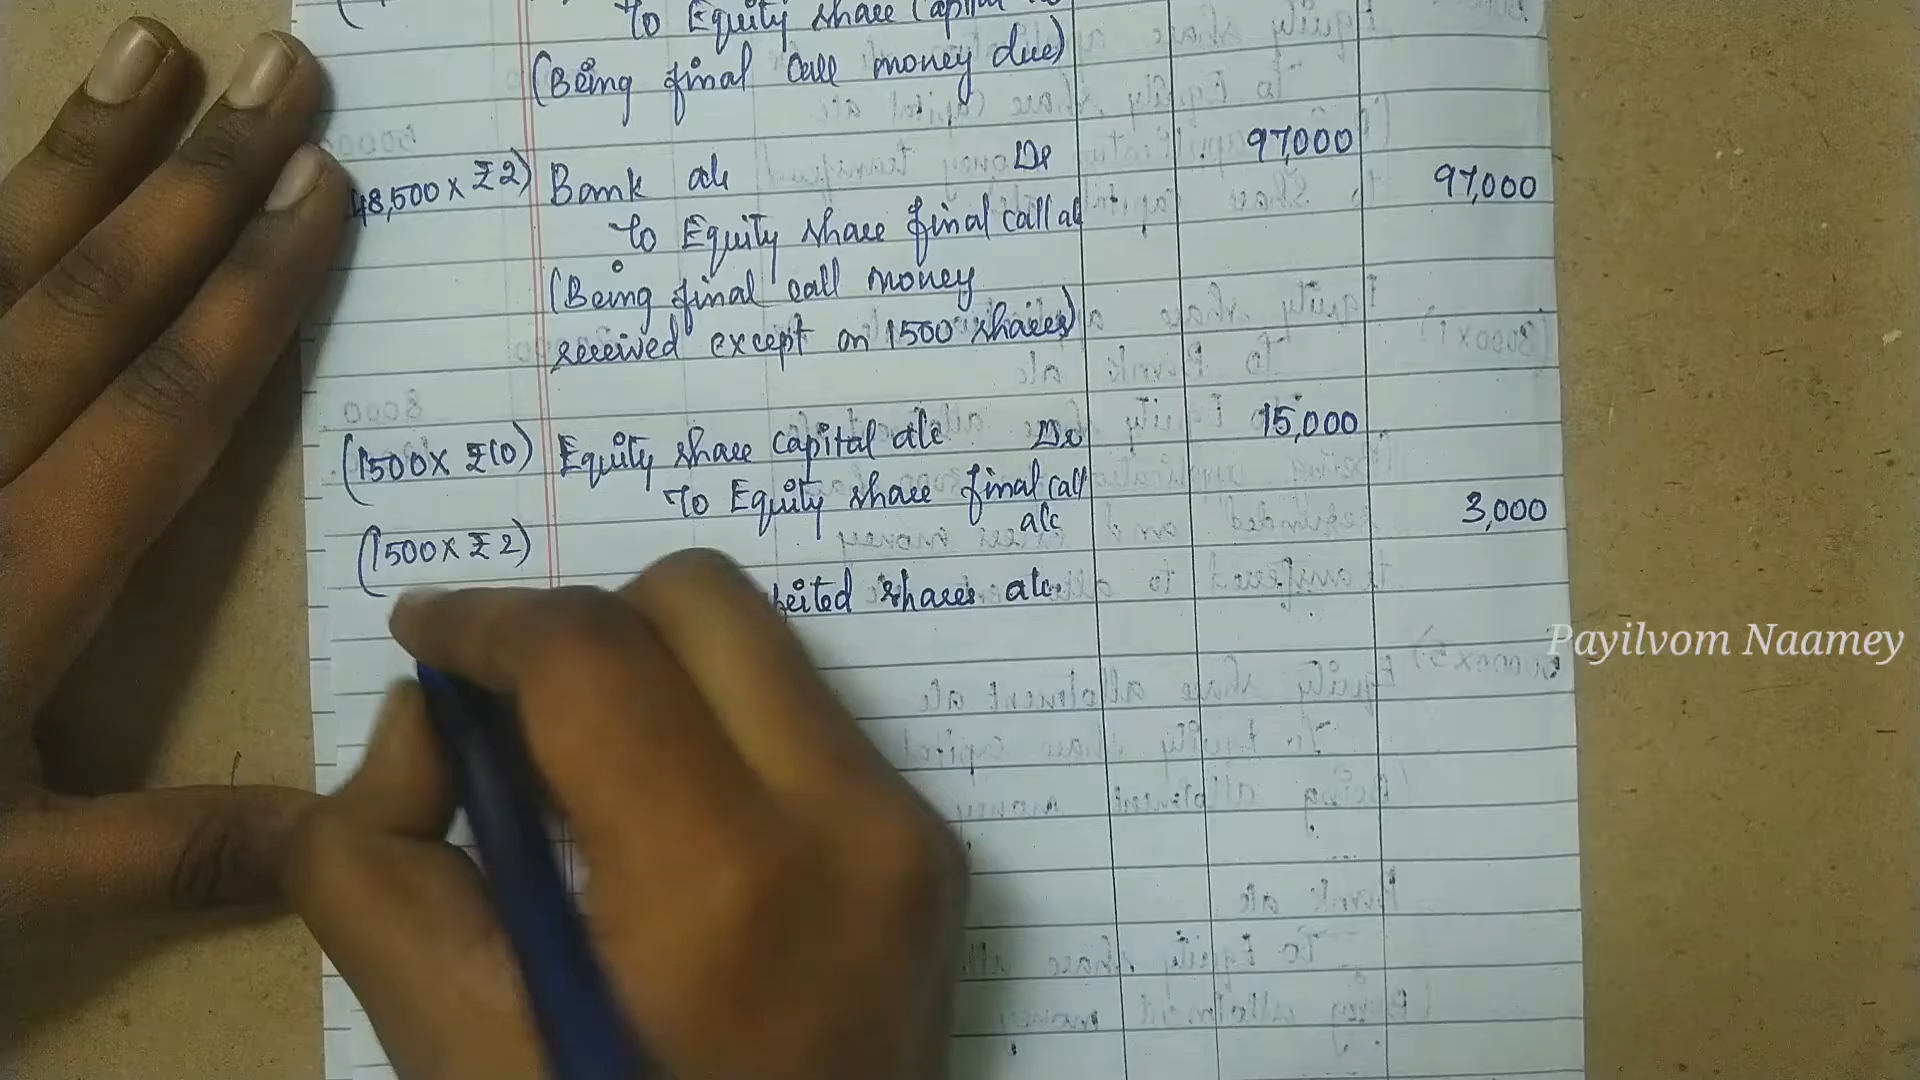 To Equity share Capital
(Being final call money due)
97,000
48,500 x ₹2) Bank a/c Dr
97,000
To Equity share final call a/c
(Being final call money
received except on 1500 shares)
15,000
(1500 x ₹10) Equity share capital a/c Dr
To Equity share final call
a/c
3,000
(1500 x ₹2)
shares a/c
Payilvom Naamey